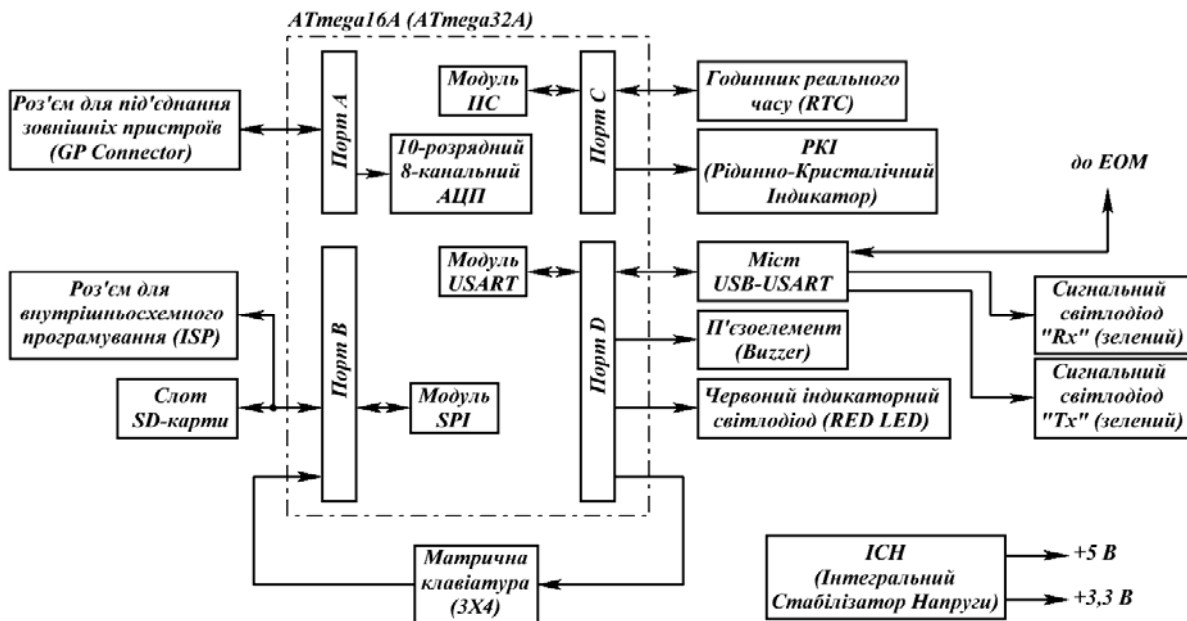 ATmega16A (ATmega32A)
Роз'єм для під'єднання
зовнішніх пристроїв
(GP Connector)
Порт А
Модуль
IIC
10-розрядний
8-канальний
АЦП
Порт С
Годинник реального
часу (RTC)
РКІ
(Рідинно-Кристалічний
Індикатор)
до ЕОМ
Роз'єм для
внутрішньосхемного
програмування (ISP)
Слот
SD-карти
Порт В
Модуль
USART
Модуль
SPI
Порт D
Міст
USB-USART
П'єзоелемент
(Buzzer)
Червоний індикаторний
світлодіод (RED LED)
Сигнальний
світлодіод
"Rx" (зелений)
Сигнальний
світлодіод
"Tx" (зелений)
Матрична
клавіатура
(3X4)
ІСН
(Інтегральний
Стабілізатор Напруги)
+5 В
+3,3 В